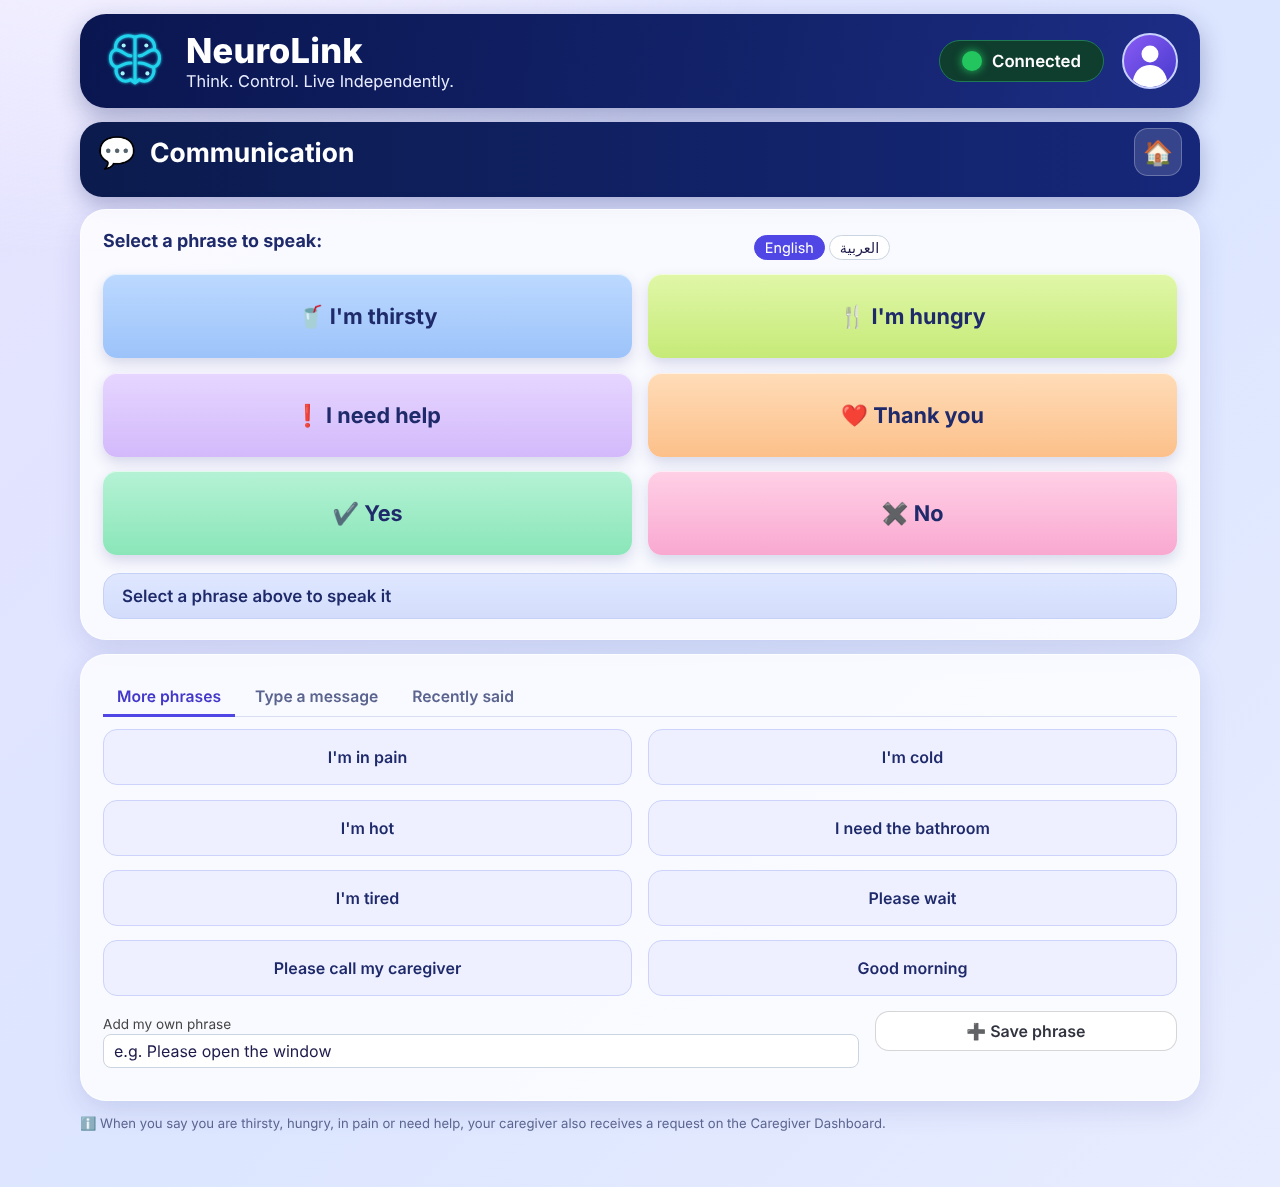 NeuroLink
Think. Control. Live Independently.
Connected
💬 Communication
🏠
Select a phrase to speak:
English
العربية
🥤 I'm thirsty
🍴 I'm hungry
❗ I need help
❤️ Thank you
✔️ Yes
✖️ No
Select a phrase above to speak it
More phrases
Type a message
Recently said
I'm in pain
I'm cold
I'm hot
I need the bathroom
I'm tired
Please wait
Please call my caregiver
Good morning
Add my own phrase
e.g. Please open the window
➕ Save phrase
ℹ️ When you say you are thirsty, hungry, in pain or need help, your caregiver also receives a request on the Caregiver Dashboard.